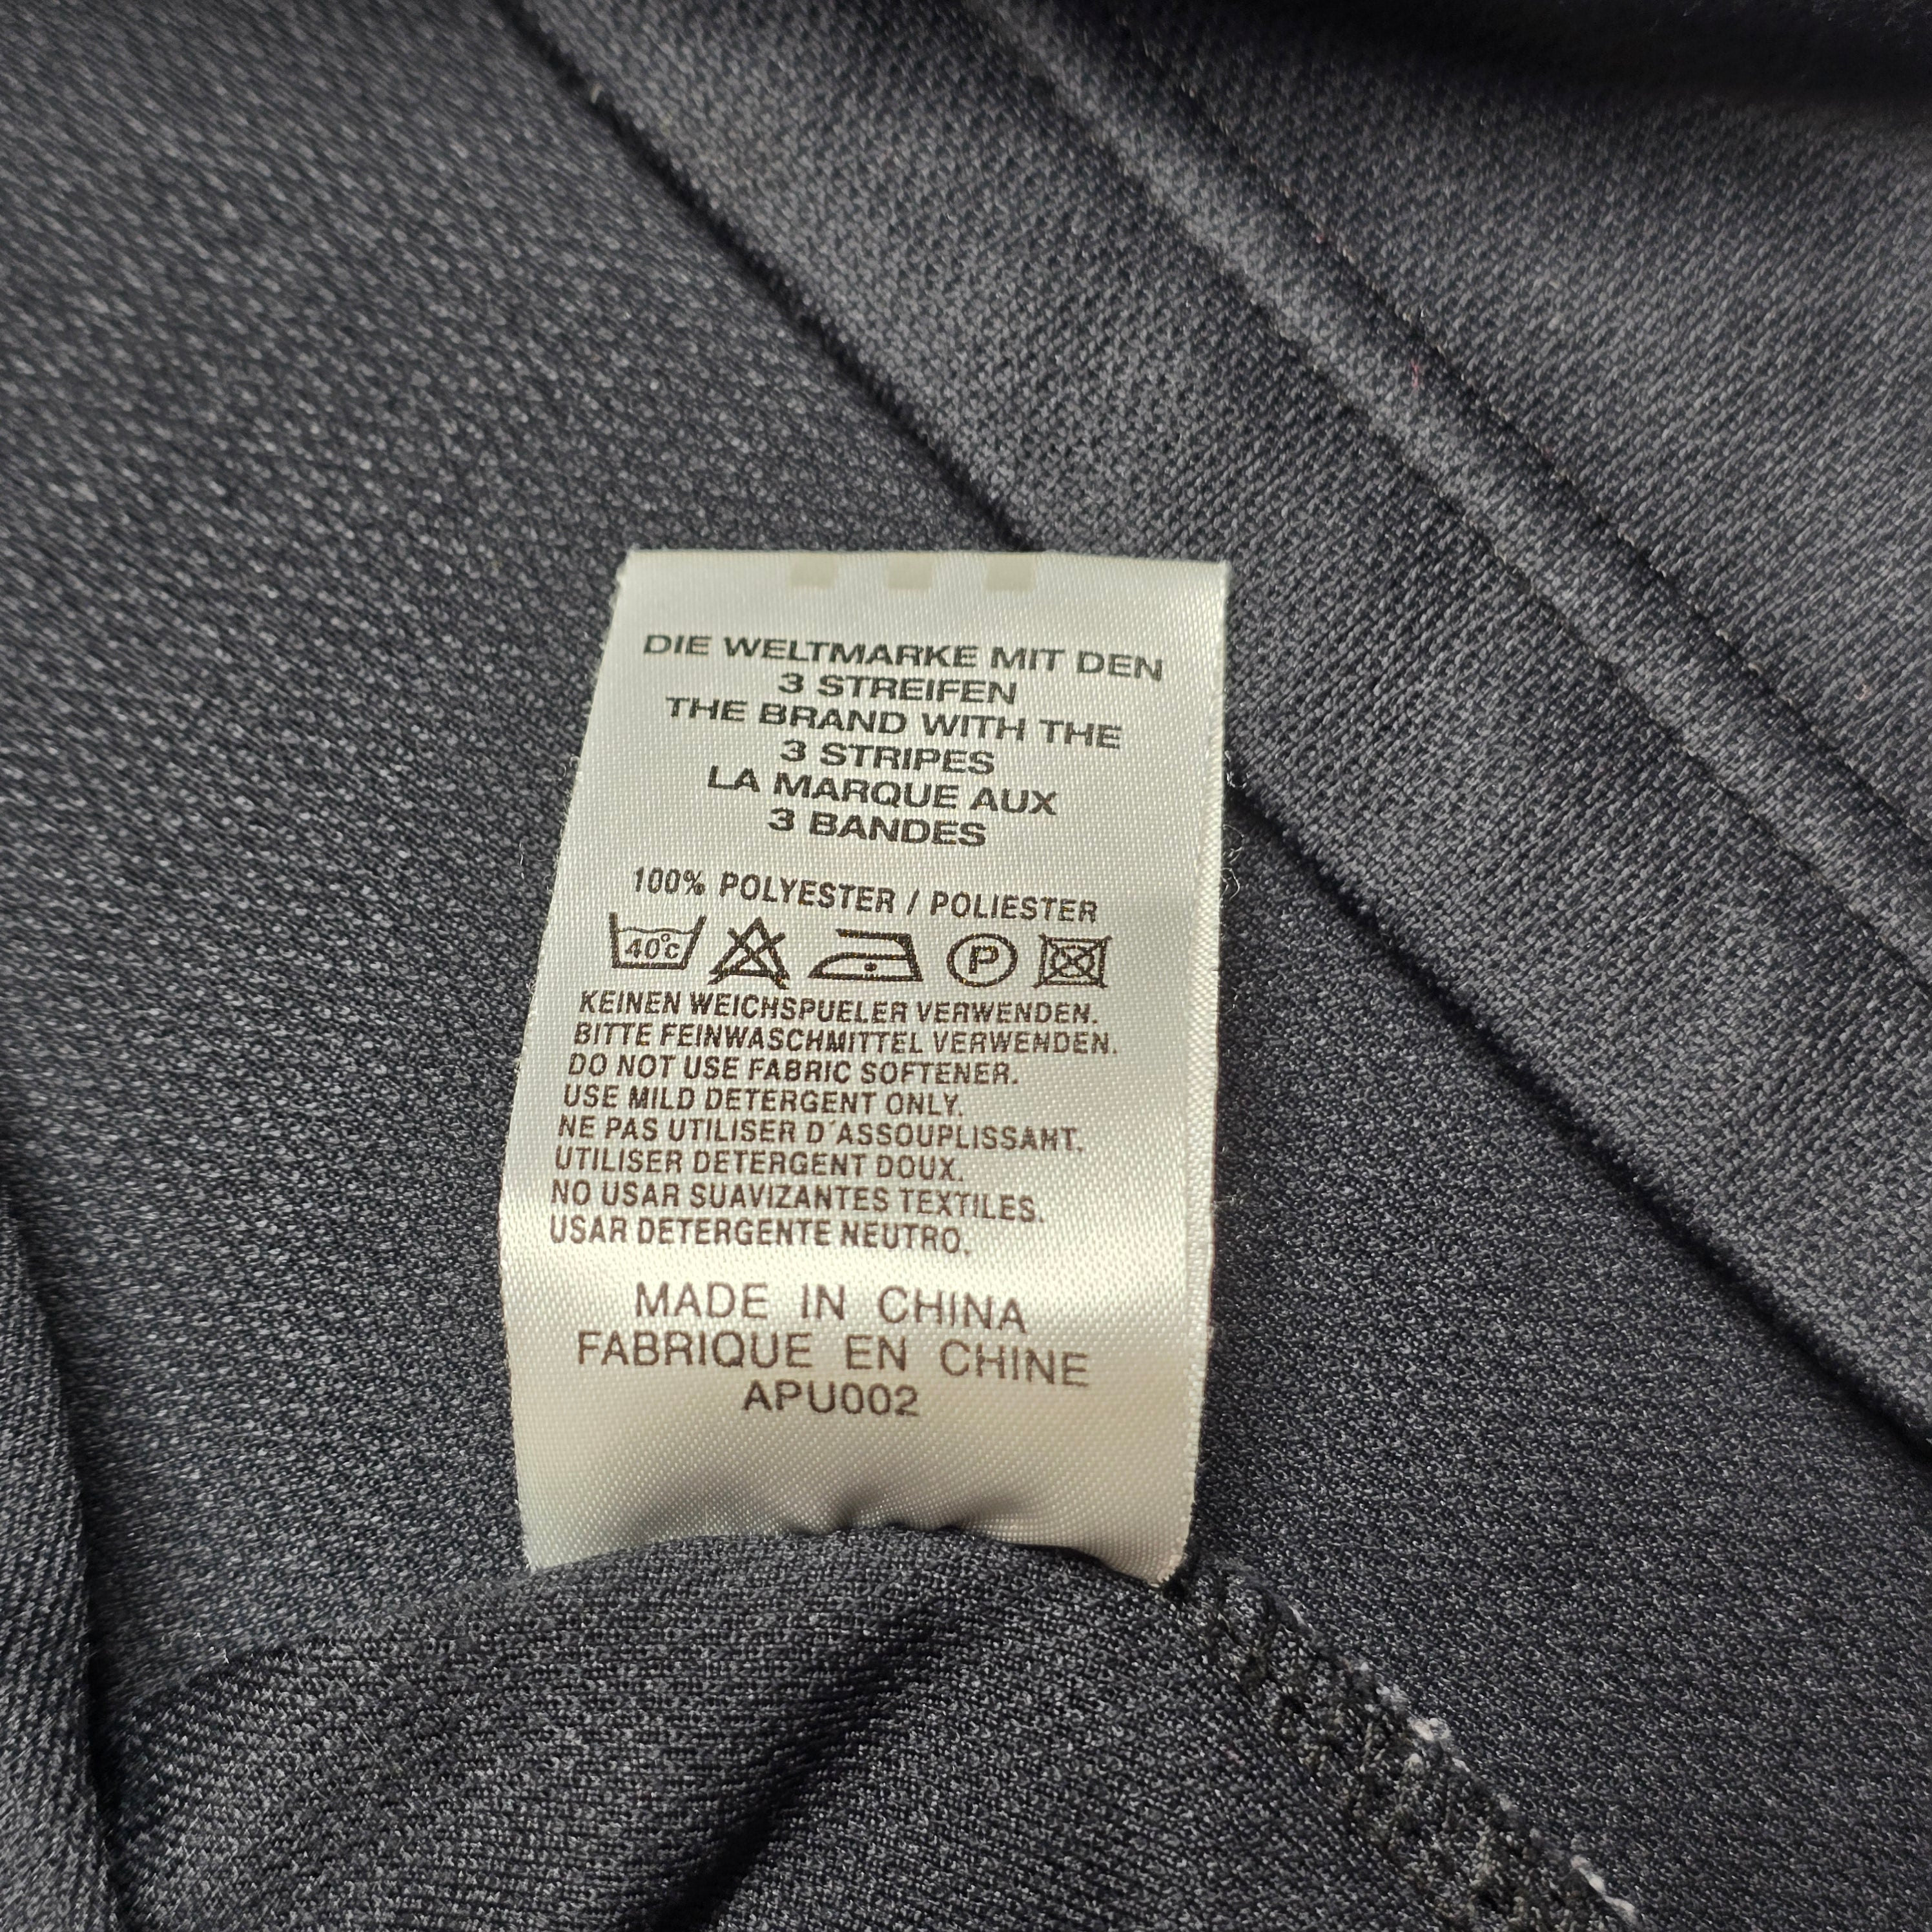 DIE WELTMARKE MIT DEN
3 STREIFEN
THE BRAND WITH THE
3 STRIPES
LA MARQUE AUX
3 BANDES
100% POLYESTER / POLIESTER
40°c P
KEINEN WEICHSPUELER VERWENDEN.
BITTE FEINWASCHMITTEL VERWENDEN.
DO NOT USE FABRIC SOFTENER.
USE MILD DETERGENT ONLY.
NE PAS UTILISER D'ASSOUPLISSANT.
UTILISER DETERGENT DOUX.
NO USAR SUAVIZANTES TEXTILES.
USAR DETERGENTE NEUTRO.
MADE IN CHINA
FABRIQUE EN CHINE
APU002